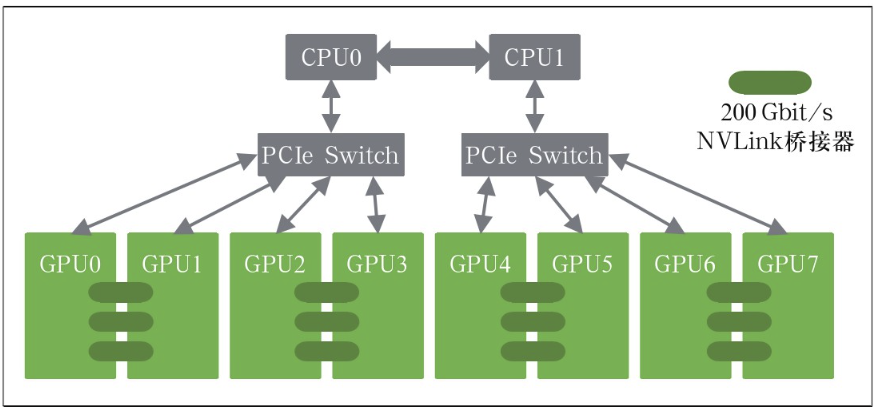 CPU0
CPU1
200 Gbit/s
NVLink桥接器
PCIe Switch
PCIe Switch
GPU0
GPU1
GPU2
GPU3
GPU4
GPU5
GPU6
GPU7